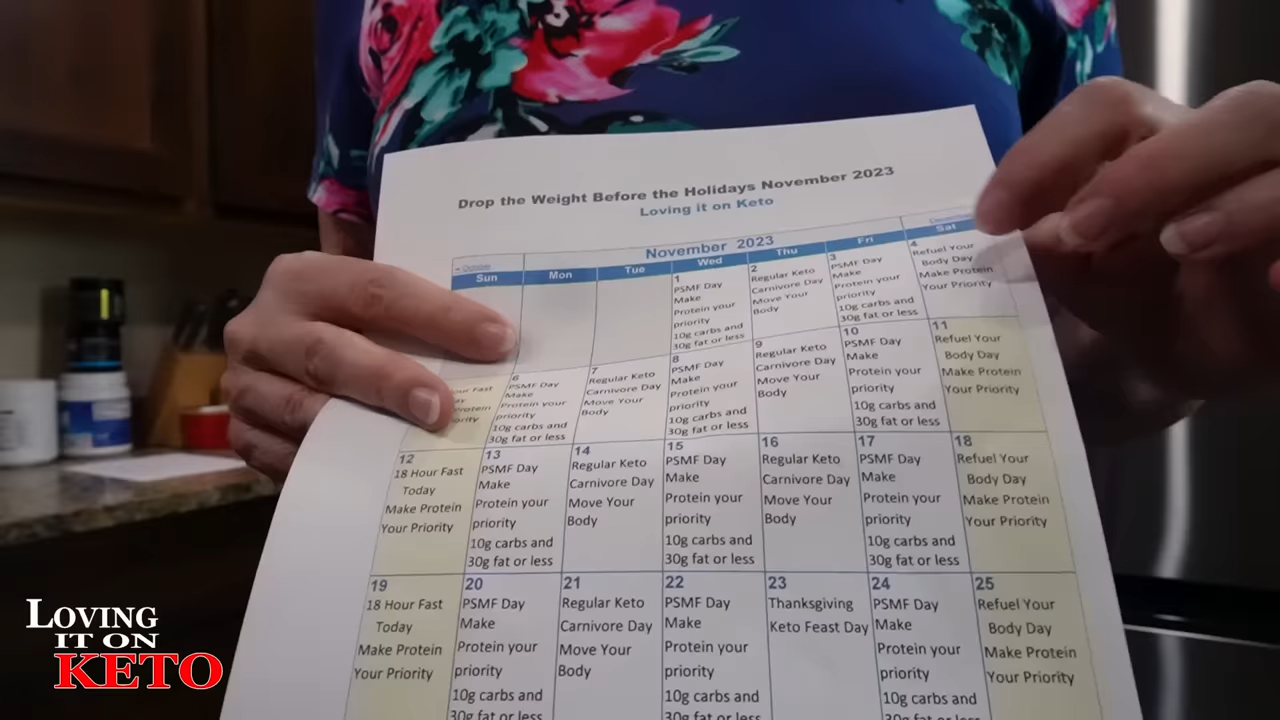 Drop the Weight Before the Holidays November 2023
Loving it on Keto
November 2023
Sun
Mon
Tue
Wed
Thu
Fri
Sat
1
PSMF Day
Make
Protein your
priority
10g carbs and
30g fat or less
2
Regular Keto
Carnivore Day
Move Your
Body
3
PSMF Day
Make
Protein your
priority
10g carbs and
30g fat or less
4
Refuel Your
Body Day
Make Protein
Your Priority
Fast
Protein
6
PSMF Day
Make
Protein your
priority
10g carbs and
30g fat or less
7
Regular Keto
Carnivore Day
Move Your
Body
8
PSMF Day
Make
Protein your
priority
10g carbs and
30g fat or less
9
Regular Keto
Carnivore Day
Move Your
Body
10
PSMF Day
Make
Protein your
priority
10g carbs and
30g fat or less
11
Refuel Your
Body Day
Make Protein
Your Priority
12
18 Hour Fast
Today
Make Protein
Your Priority
13
PSMF Day
Make
Protein your
priority
10g carbs and
30g fat or less
14
Regular Keto
Carnivore Day
Move Your
Body
15
PSMF Day
Make
Protein your
priority
10g carbs and
30g fat or less
16
Regular Keto
Carnivore Day
Move Your
Body
17
PSMF Day
Make
Protein your
priority
10g carbs and
30g fat or less
18
Refuel Your
Body Day
Make Protein
Your Priority
19
18 Hour Fast
Today
Make Protein
Your Priority
20
PSMF Day
Make
Protein your
priority
10g carbs and
30g fat or less
21
Regular Keto
Carnivore Day
Move Your
Body
22
PSMF Day
Make
Protein your
priority
10g carbs and
30g fat or less
23
Thanksgiving
Keto Feast Day
24
PSMF Day
Make
Protein your
priority
10g carbs and
30g fat or less
25
Refuel Your
Body Day
Make Protein
Your Priority
LOVING
IT ON
KETO